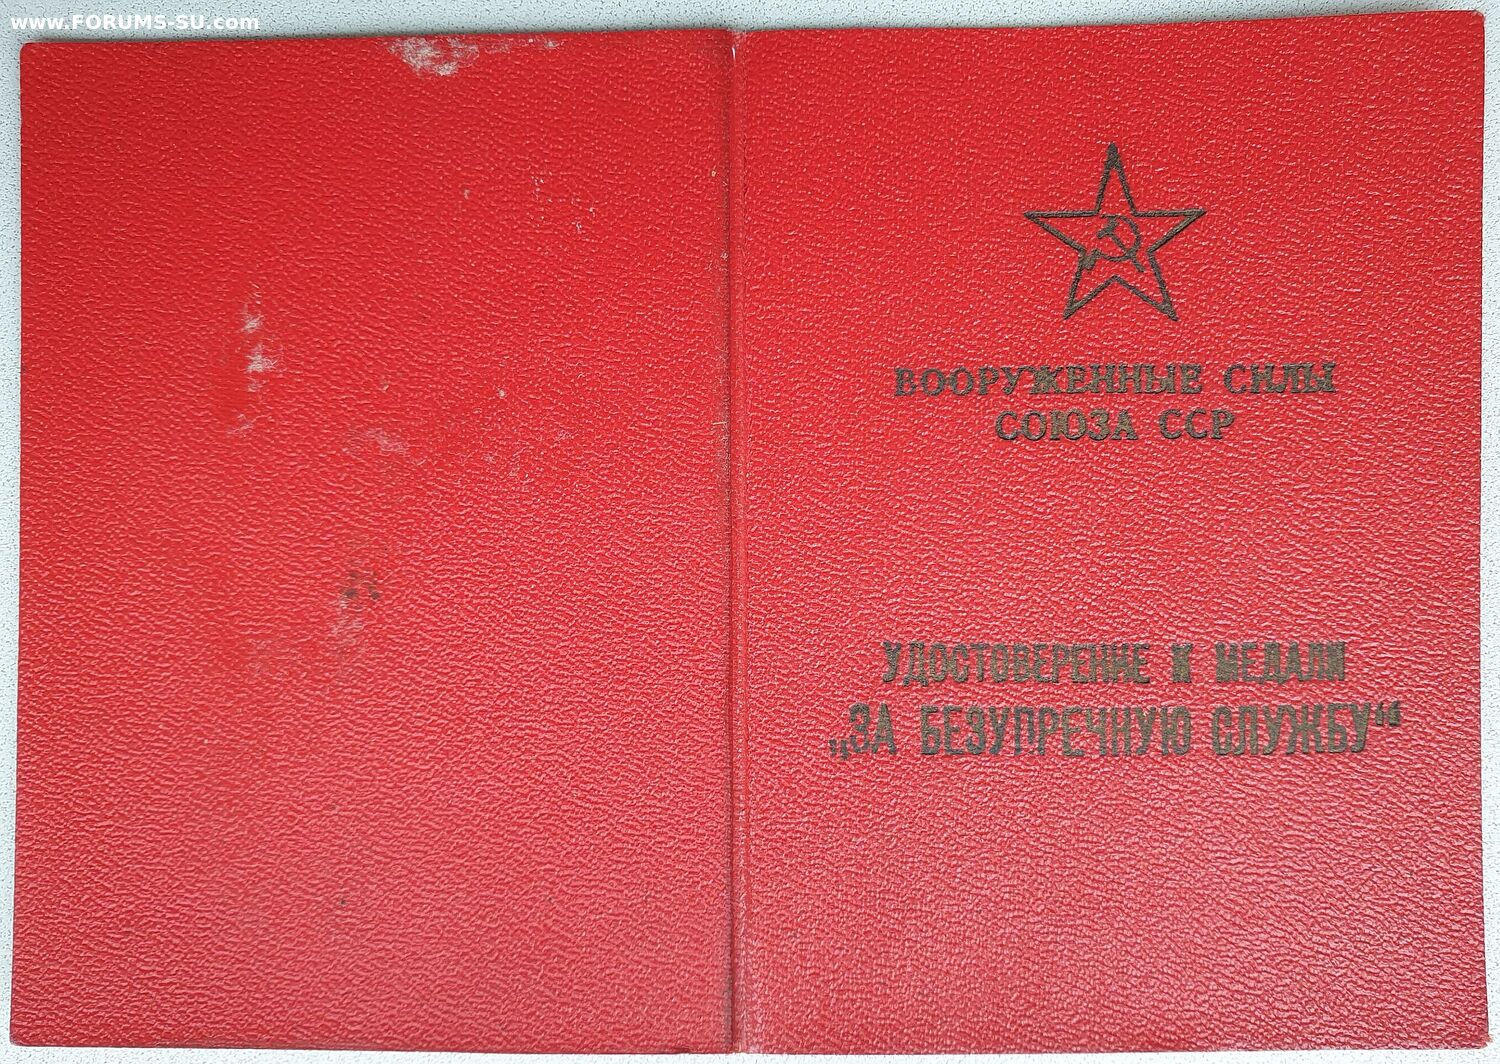 www.FORUMS-SU.com
ВООРУЖЕННЫЕ СИЛЫ
СОЮЗА ССР
УДОСТОВЕРЕНИЕ К МЕДАЛИ
„ЗА БЕЗУПРЕЧНУЮ СЛУЖБУ“